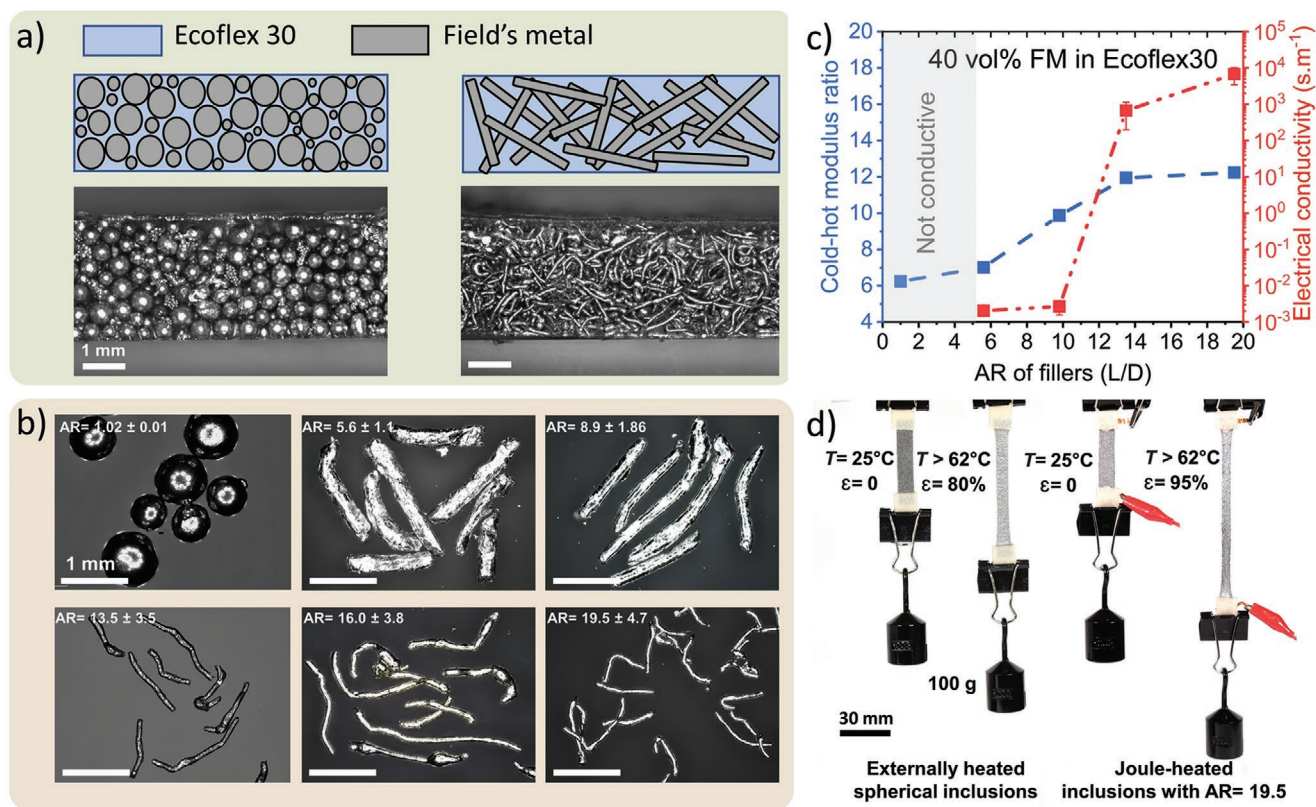 a)
Ecoflex 30
Field's metal
1 mm
b)
AR= 1.02 ± 0.01
AR= 5.6 ± 1.1
AR= 8.9 ± 1.86
1 mm
AR= 13.5 ± 3.5
AR= 16.0 ± 3.8
AR= 19.5 ± 4.7
c)
40 vol% FM in Ecoflex30
Not conductive
Cold-hot modulus ratio
20
18
16
14
12
10
8
6
4
0 2 4 6 8 10 12 14 16 18 20
AR of fillers (L/D)
10⁵
10⁴
10³
10²
10¹
10⁰
10⁻¹
10⁻²
10⁻³
Electrical conductivity (s.m⁻¹)
d)
T= 25°C
ε= 0
T > 62°C
ε= 80%
T= 25°C
ε= 0
T > 62°C
ε= 95%
100 g
30 mm
Externally heated
spherical inclusions
Joule-heated
inclusions with AR= 19.5